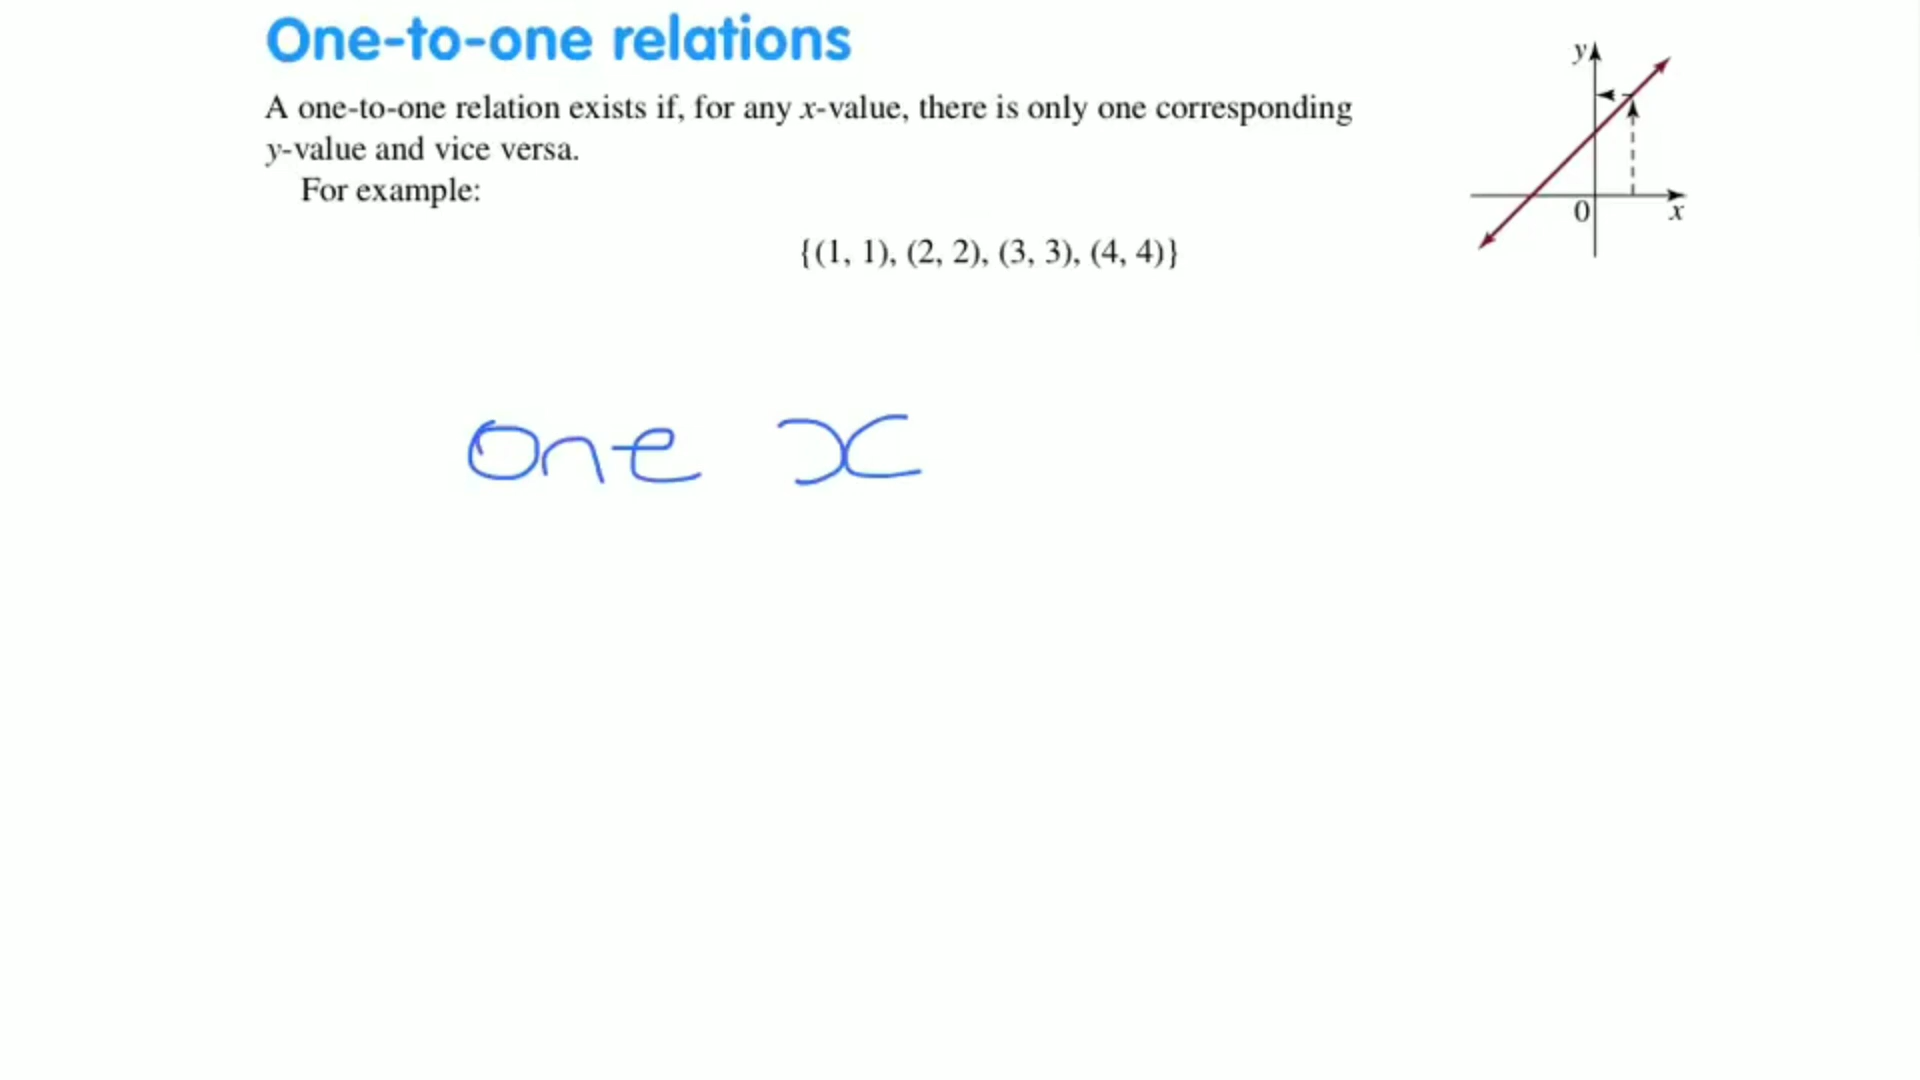 One-to-one relations
A one-to-one relation exists if, for any x-value, there is only one corresponding
y-value and vice versa.
For example:
{(1, 1), (2, 2), (3, 3), (4, 4)}
y
0
x
one x